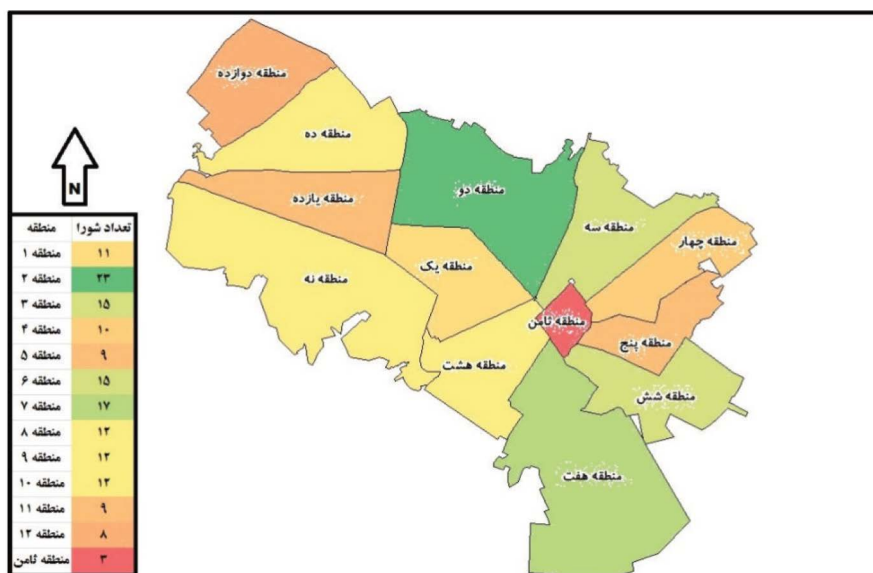 منطقه دوازده
منطقه ده
منطقه دو
منطقه یازده
منطقه سه
منطقه چهار
منطقه یک
منطقه نه
منطقه ثامن
منطقه پنج
منطقه هشت
منطقه شش
منطقه هفت
N
منطقه تعداد شورا
منطقه ۱ ۱۱
منطقه ۲ ۲۳
منطقه ۳ ۱۵
منطقه ۴ ۱۰
منطقه ۵ ۹
منطقه ۶ ۱۵
منطقه ۷ ۱۷
منطقه ۸ ۱۲
منطقه ۹ ۱۲
منطقه ۱۰ ۱۲
منطقه ۱۱ ۹
منطقه ۱۲ ۸
منطقه ثامن ۳